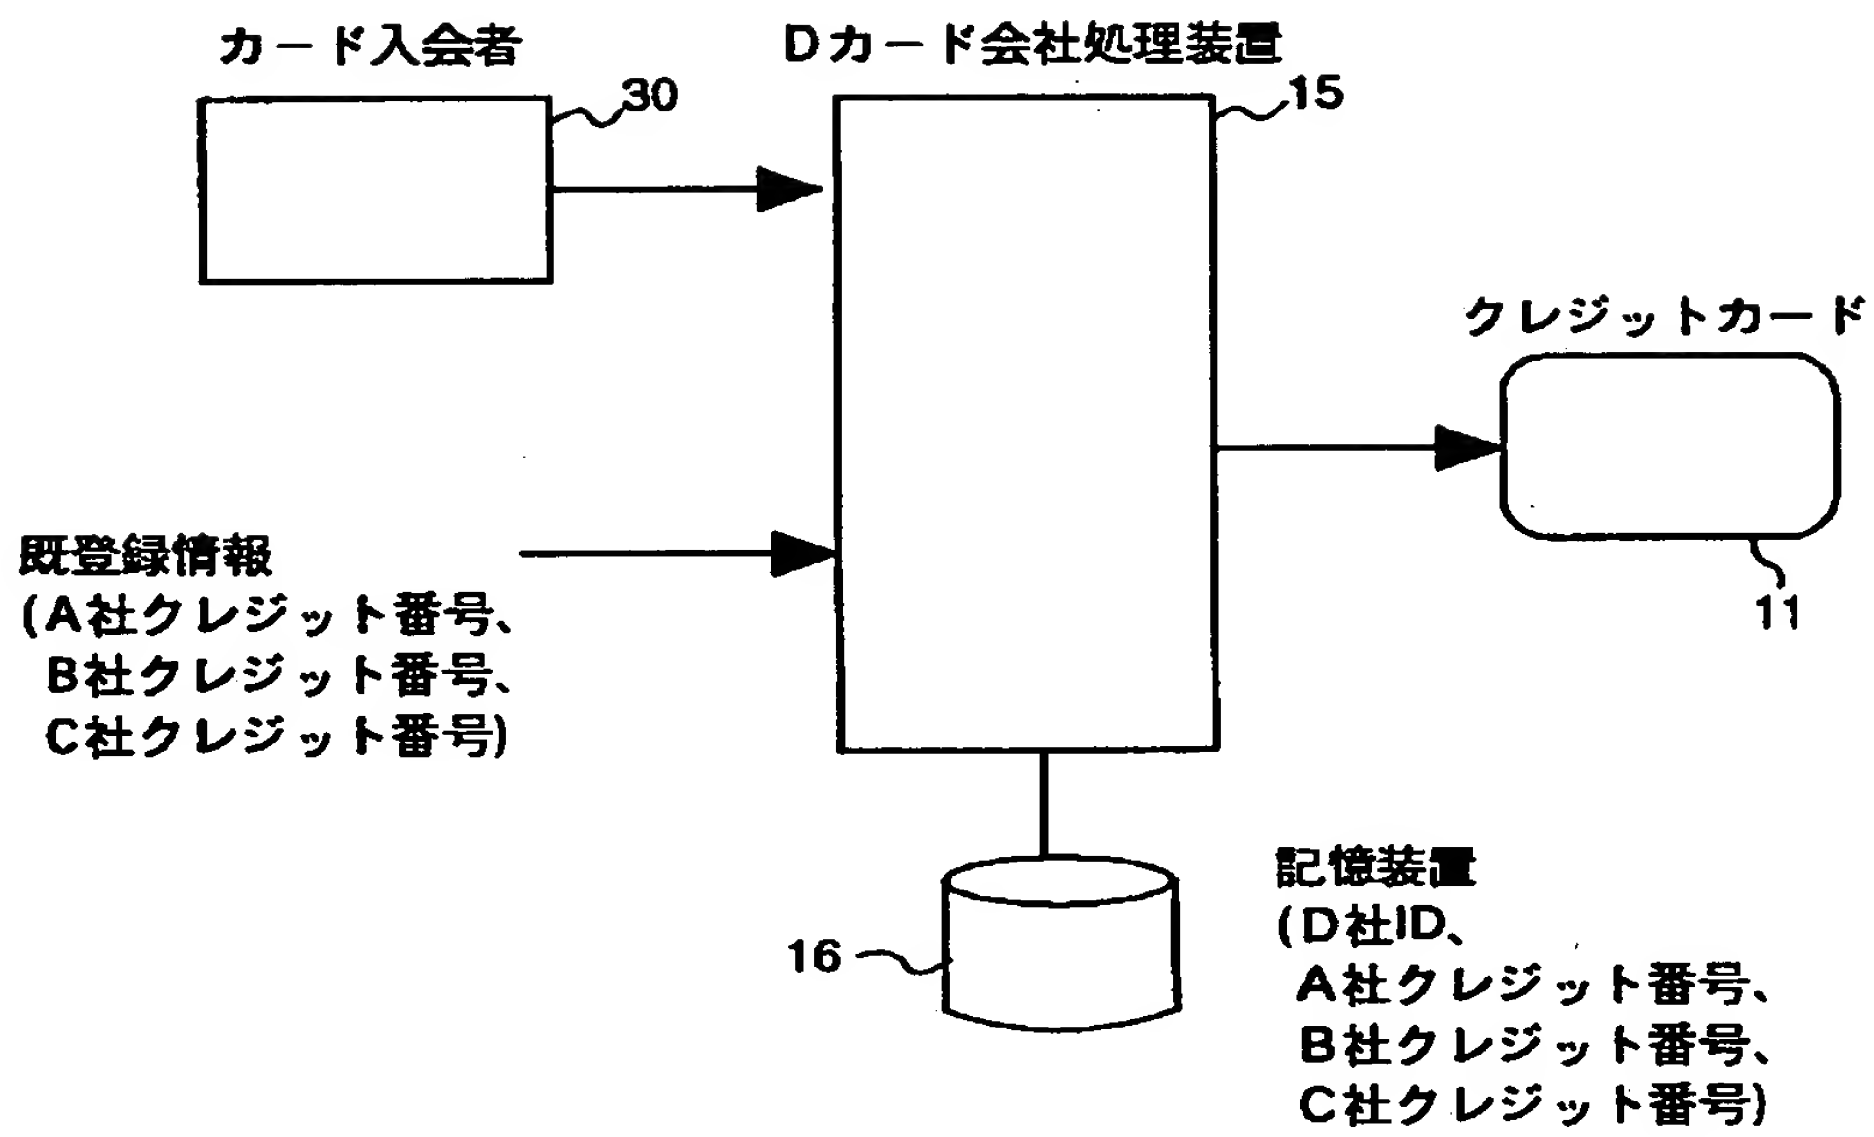 カード入会者
30
Dカード会社処理装置
15
クレジットカード
11
既登録情報
(A社クレジット番号、
B社クレジット番号、
C社クレジット番号)
16
記憶装置
(D社ID、
A社クレジット番号、
B社クレジット番号、
C社クレジット番号)